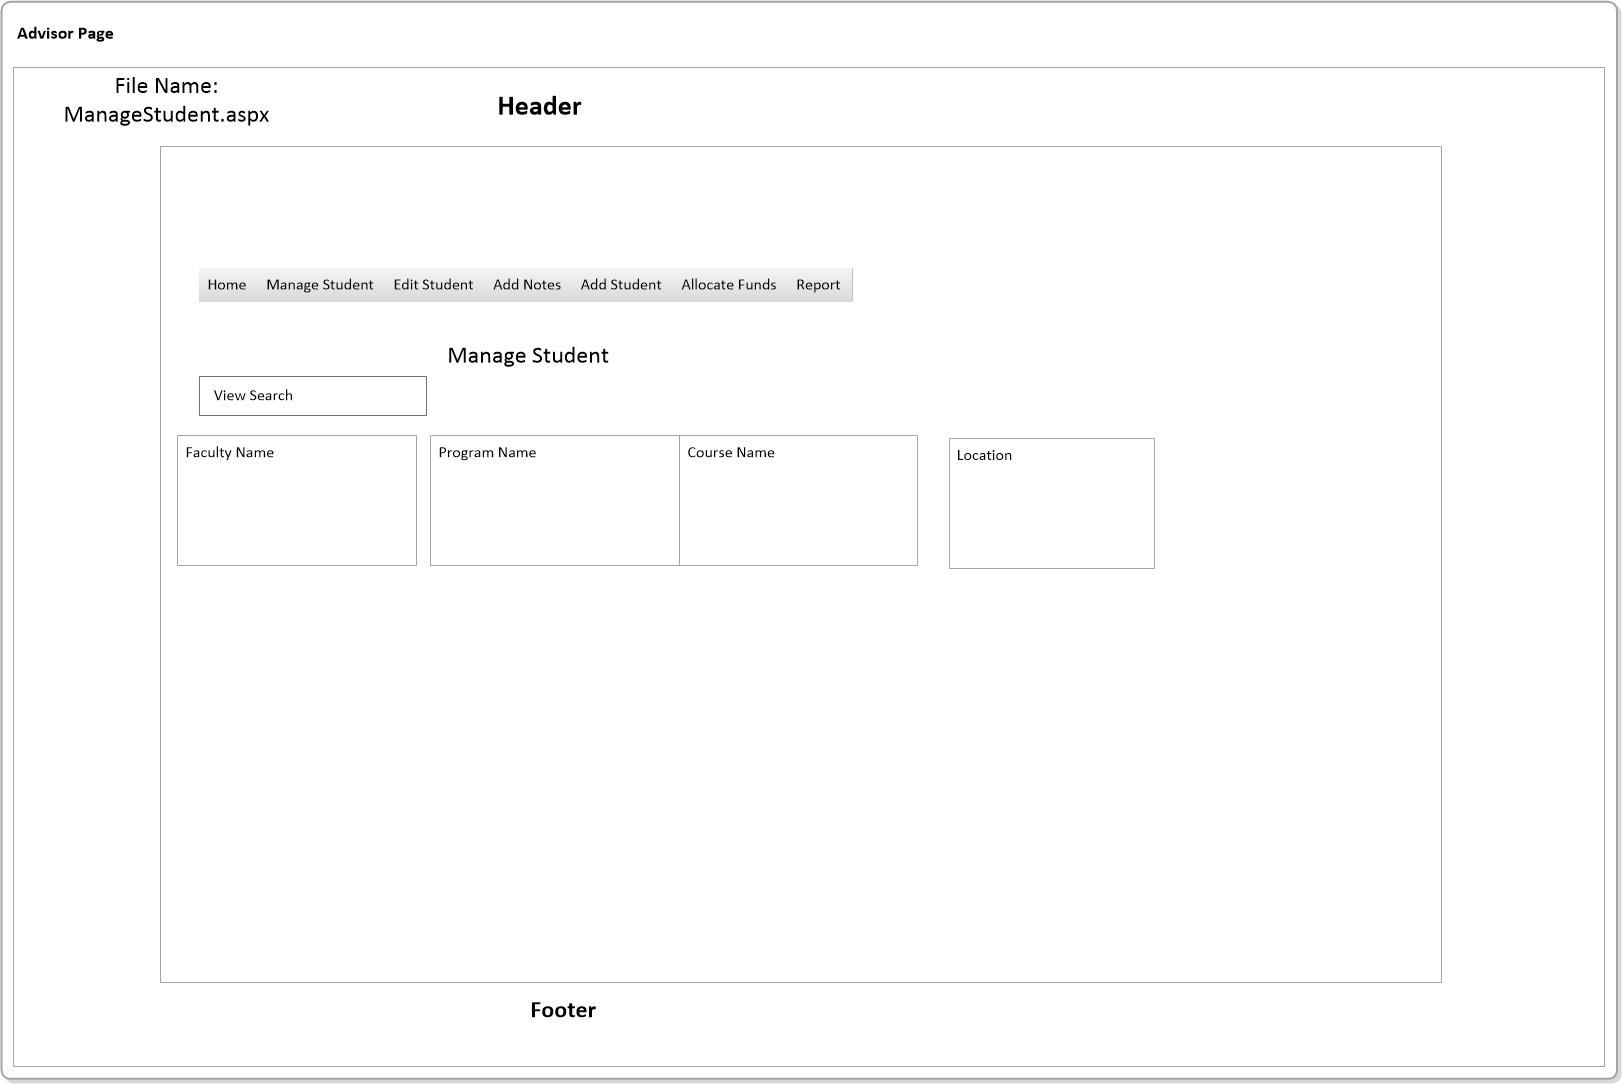 Advisor Page
File Name:
ManageStudent.aspx
Header
Home Manage Student Edit Student Add Notes Add Student Allocate Funds Report
Manage Student
View Search
Faculty Name
Program Name
Course Name
Location
Footer